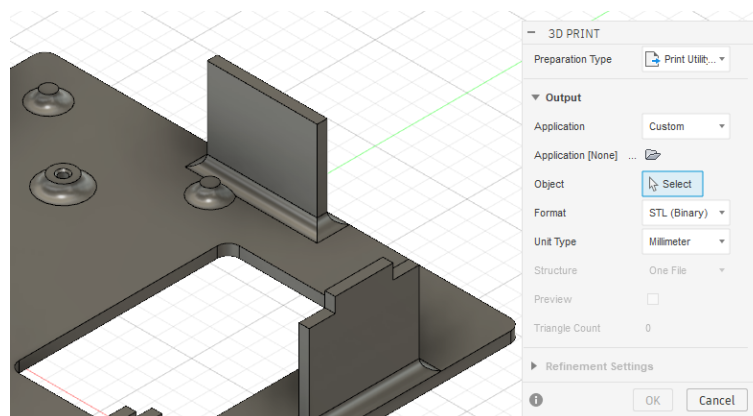 3D PRINT
Preparation Type Print Utilit...
Output
Application Custom
Application [None] ...
Object Select
Format STL (Binary)
Unit Type Millimeter
Structure One File
Preview
Triangle Count 0
Refinement Settings
OK Cancel